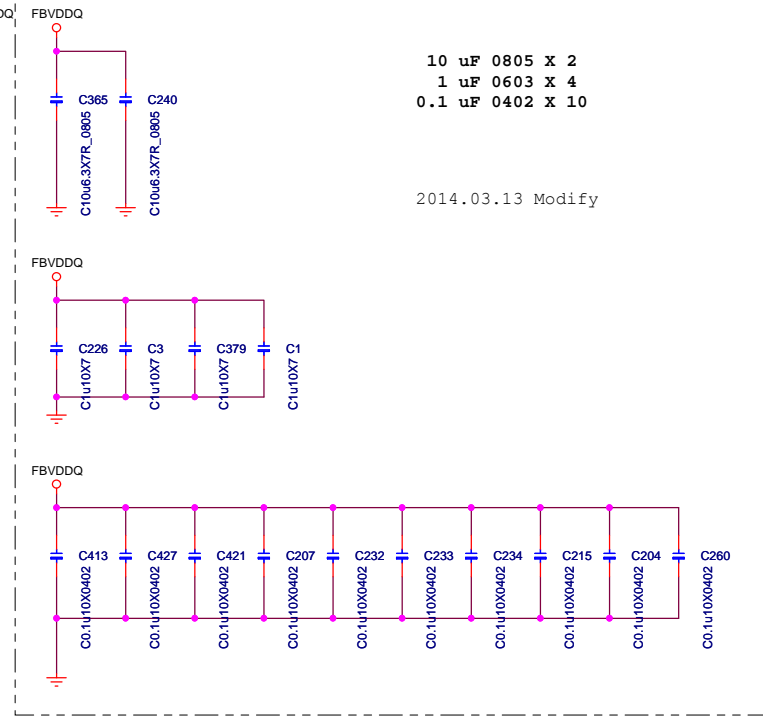 DQ
FBVDDQ
10 uF 0805 X 2
1 uF 0603 X 4
0.1 uF 0402 X 10
C365
C10u6.3X7R_0805
C240
C10u6.3X7R_0805
2014.03.13 Modify
FBVDDQ
C226
C1u10X7
C3
C1u10X7
C379
C1u10X7
C1
C1u10X7
FBVDDQ
C413
C0.1u10X0402
C427
C0.1u10X0402
C421
C0.1u10X0402
C207
C0.1u10X0402
C232
C0.1u10X0402
C233
C0.1u10X0402
C234
C0.1u10X0402
C215
C0.1u10X0402
C204
C0.1u10X0402
C260
C0.1u10X0402